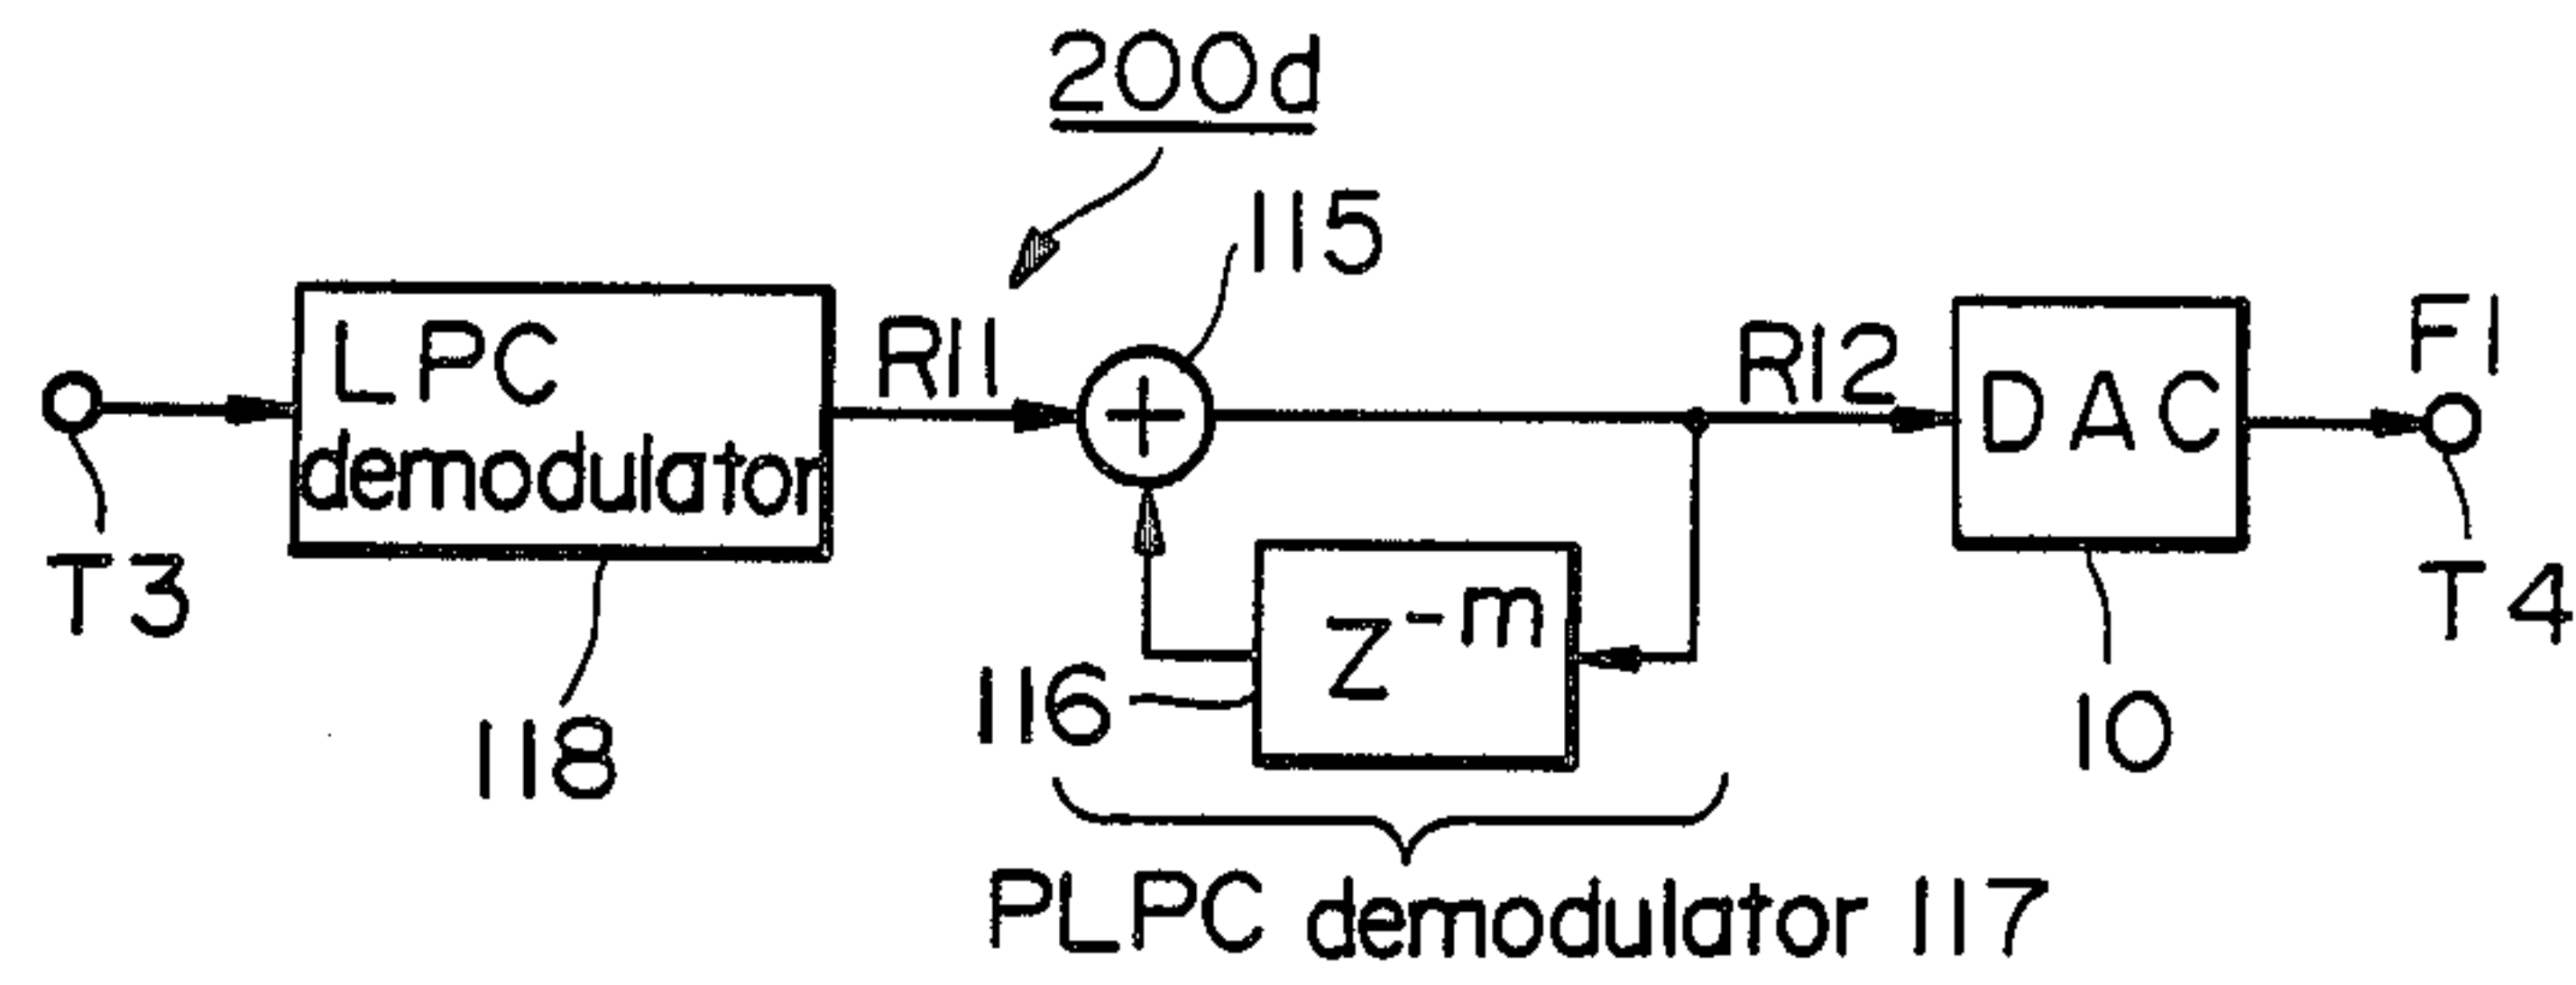 200d
115
LPC
demodulator
R11
+
R12
DAC
F1
T3
Z-m
T4
116
118
10
PLPC demodulator 117